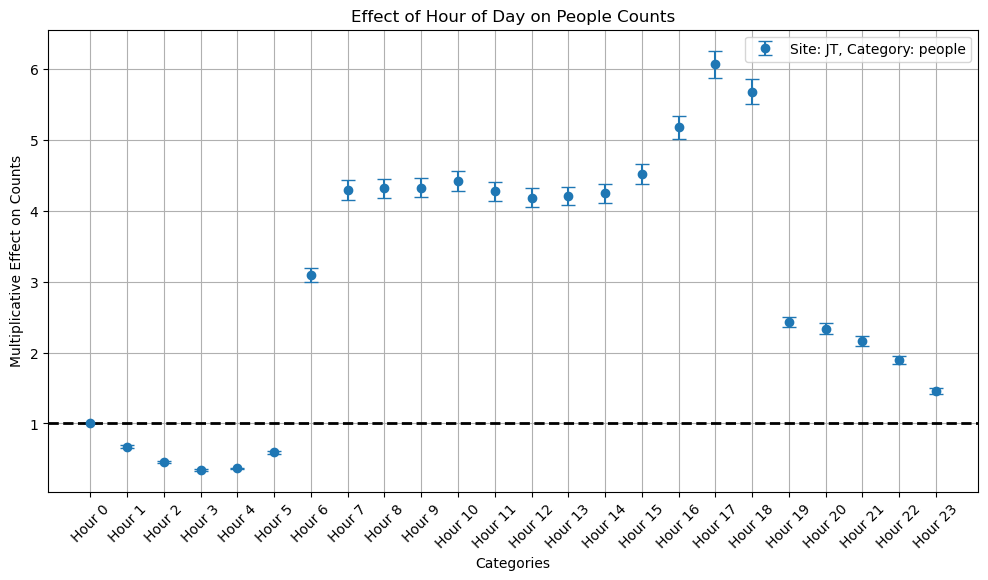 Effect of Hour of Day on People Counts
Site: JT, Category: people
Multiplicative Effect on Counts
6
5
4
3
2
1
Hour 0
Hour 1
Hour 2
Hour 3
Hour 4
Hour 5
Hour 6
Hour 7
Hour 8
Hour 9
Hour 10
Hour 11
Hour 12
Hour 13
Hour 14
Hour 15
Hour 16
Hour 17
Hour 18
Hour 19
Hour 20
Hour 21
Hour 22
Hour 23
Categories